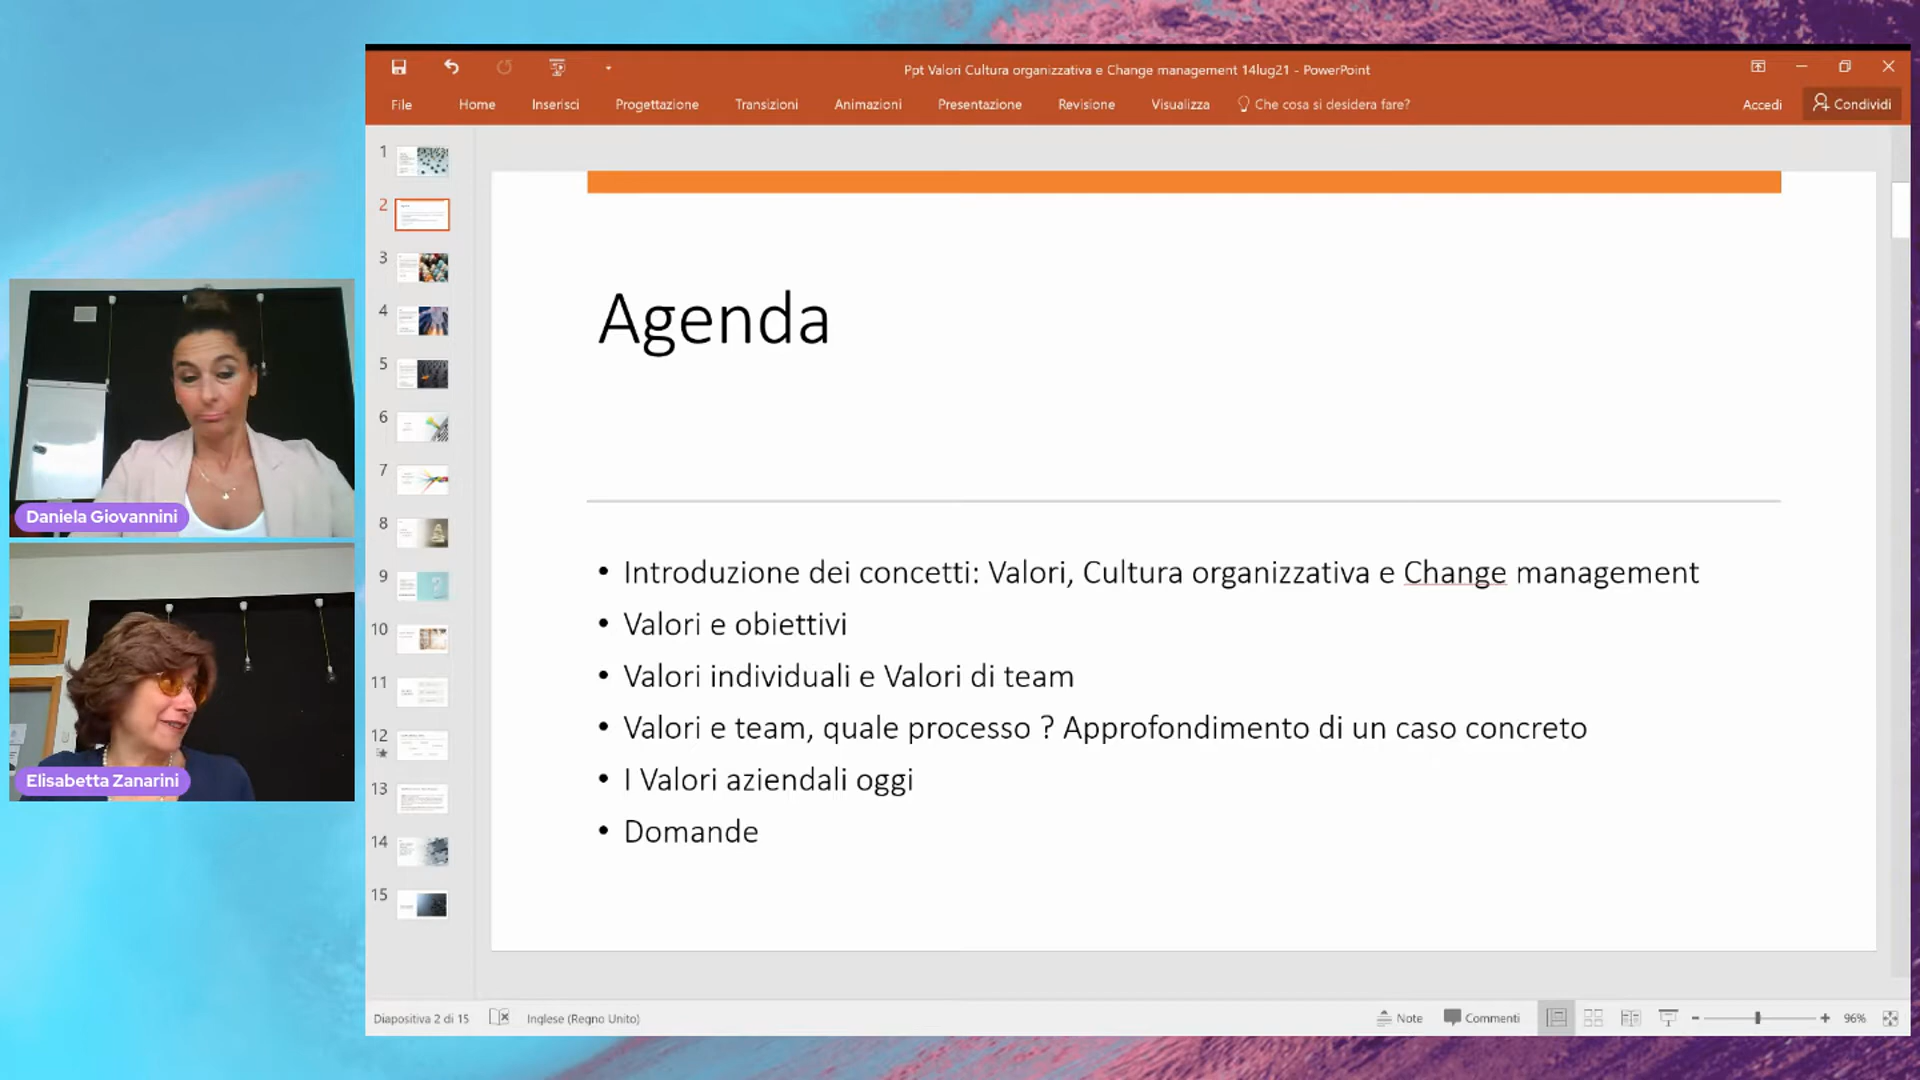 Ppt Valori Cultura organizzativa e Change management 14lug21 - PowerPoint
File Home Inserisci Progettazione Transizioni Animazioni Presentazione Revisione Visualizza Che cosa si desidera fare? Accedi Condividi
1
2
3
4
5
6
7
8
9
10
11
12
13
14
15
Agenda
• Introduzione dei concetti: Valori, Cultura organizzativa e Change management
• Valori e obiettivi
• Valori individuali e Valori di team
• Valori e team, quale processo ? Approfondimento di un caso concreto
• I Valori aziendali oggi
• Domande
Daniela Giovannini
Elisabetta Zanarini
Diapositiva 2 di 15 Inglese (Regno Unito) Note Commenti 96%